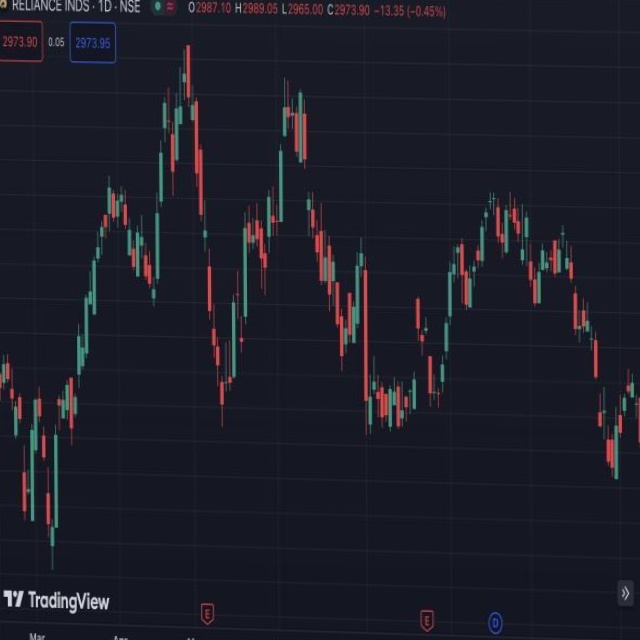 RELIANCE INDS · 1D · NSE O2987.10 H2989.05 L2965.00 C2973.90 −13.35 (−0.45%)
2973.90 0.05 2973.95
TradingView
E E D
Mar Apr